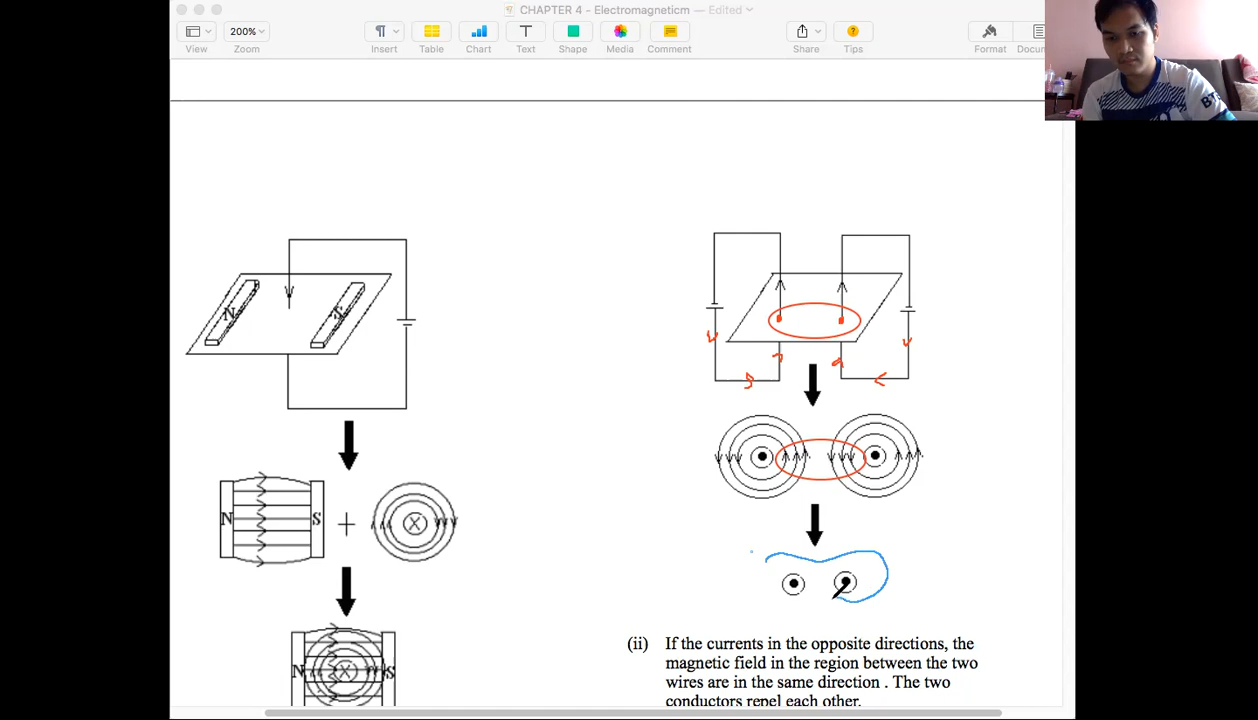 CHAPTER 4 - Electromagneticm — Edited
200%
View
Zoom
Insert
Table
Chart
Text
Shape
Media
Comment
Share
Tips
Format
Docum
N
S
N
S
X
N
X
S
(ii) If the currents in the opposite directions, the
magnetic field in the region between the two
wires are in the same direction . The two
conductors repel each other.